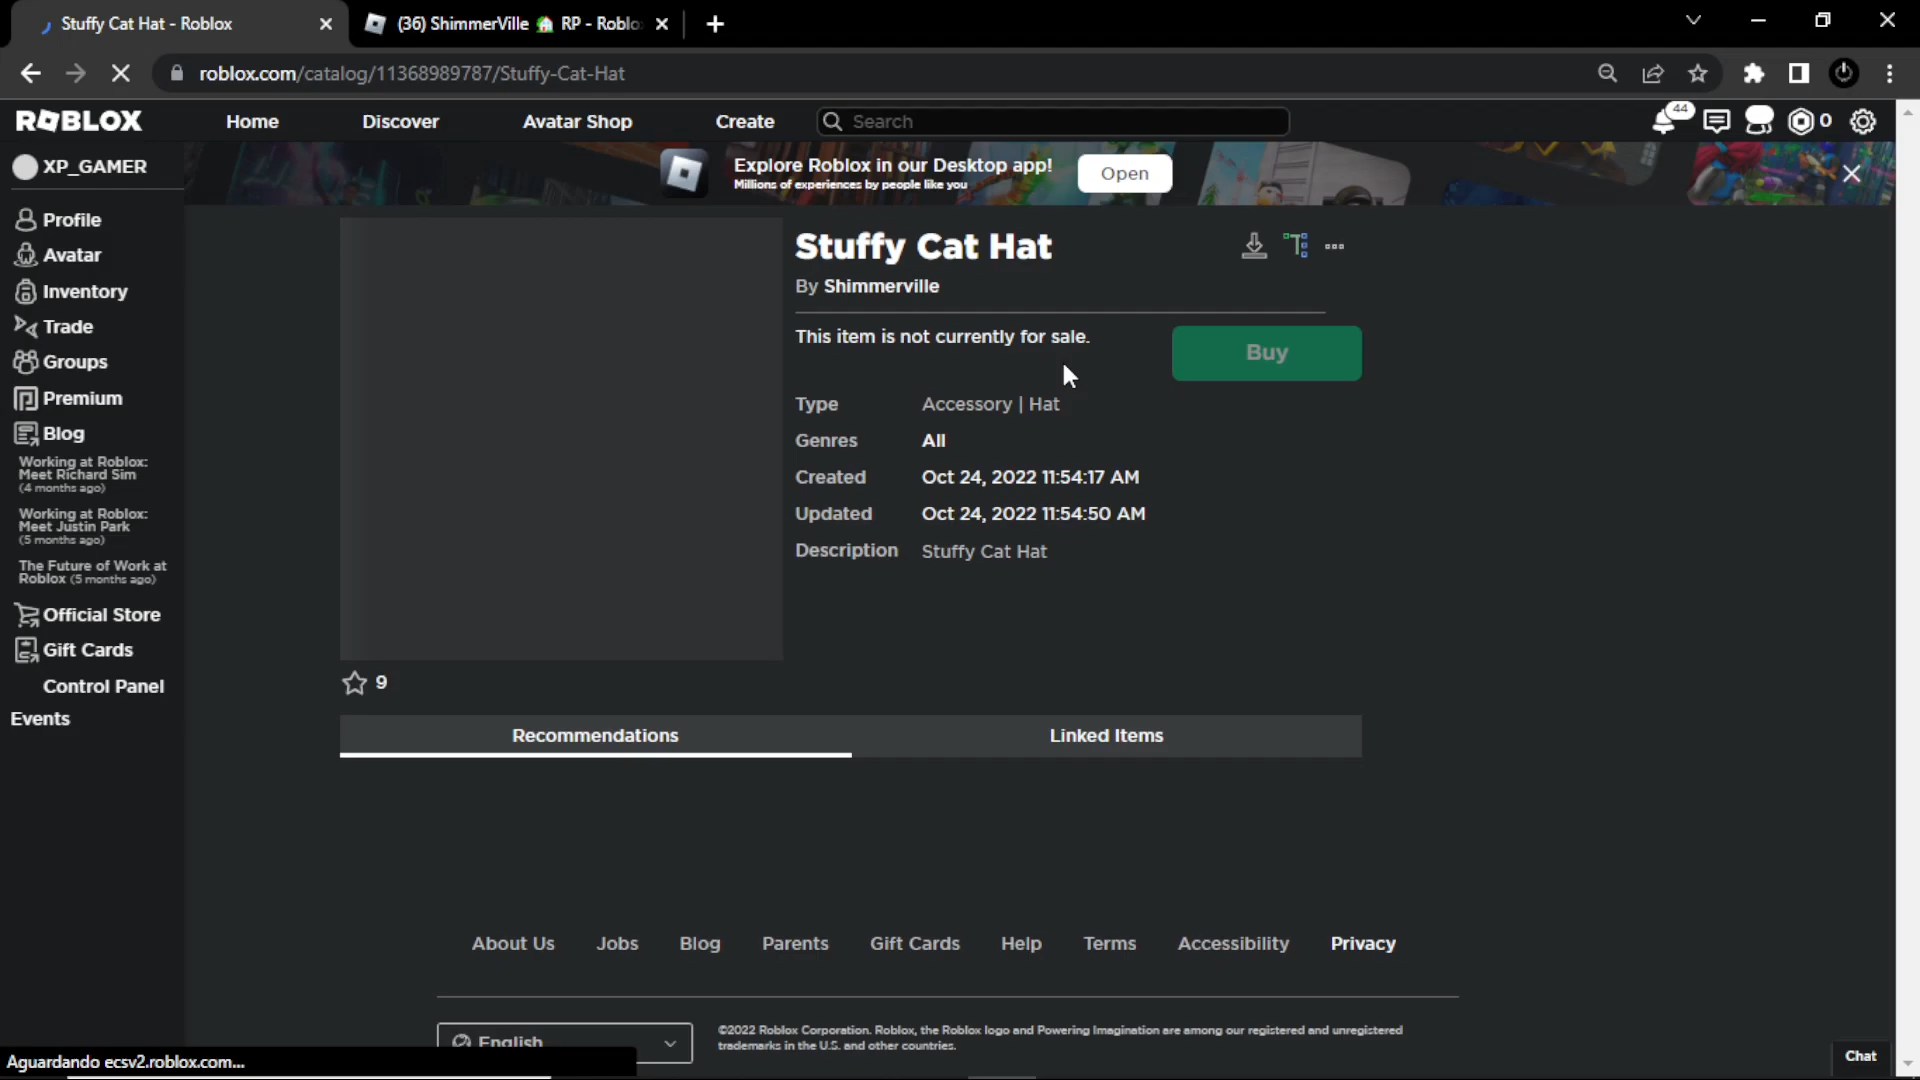 Stuffy Cat Hat - Roblox
(36) ShimmerVille 🏠 RP - Roblo
roblox.com/catalog/11368989787/Stuffy-Cat-Hat
ROBLOX
Home
Discover
Avatar Shop
Create
Search
44
0
XP_GAMER
Explore Roblox in our Desktop app!
Millions of experiences by people like you
Open
Profile
Avatar
Inventory
Trade
Groups
Premium
Blog
Working at Roblox:
Meet Richard Sim
(4 months ago)
Working at Roblox:
Meet Justin Park
(5 months ago)
The Future of Work at
Roblox (5 months ago)
Official Store
Gift Cards
Control Panel
Events
Stuffy Cat Hat
By Shimmerville
This item is not currently for sale.
Buy
Type Accessory | Hat
Genres All
Created Oct 24, 2022 11:54:17 AM
Updated Oct 24, 2022 11:54:50 AM
Description Stuffy Cat Hat
9
Recommendations
Linked Items
About Us Jobs Blog Parents Gift Cards Help Terms Accessibility Privacy
English
©2022 Roblox Corporation. Roblox, the Roblox logo and Powering Imagination are among our registered and unregistered
trademarks in the U.S. and other countries.
Chat
Aguardando ecsv2.roblox.com...